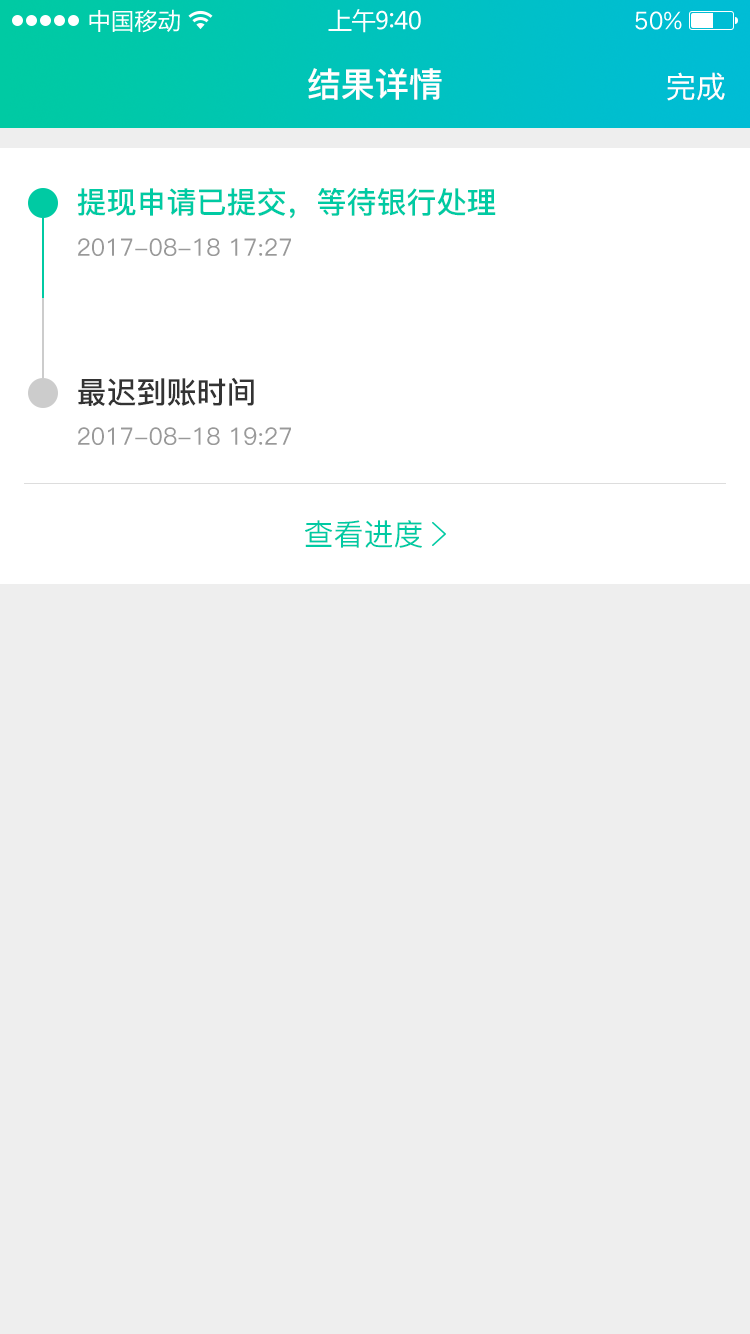 中国移动 上午9:40 50%
结果详情 完成
提现申请已提交，等待银行处理
2017-08-18 17:27
最迟到账时间
2017-08-18 19:27
查看进度